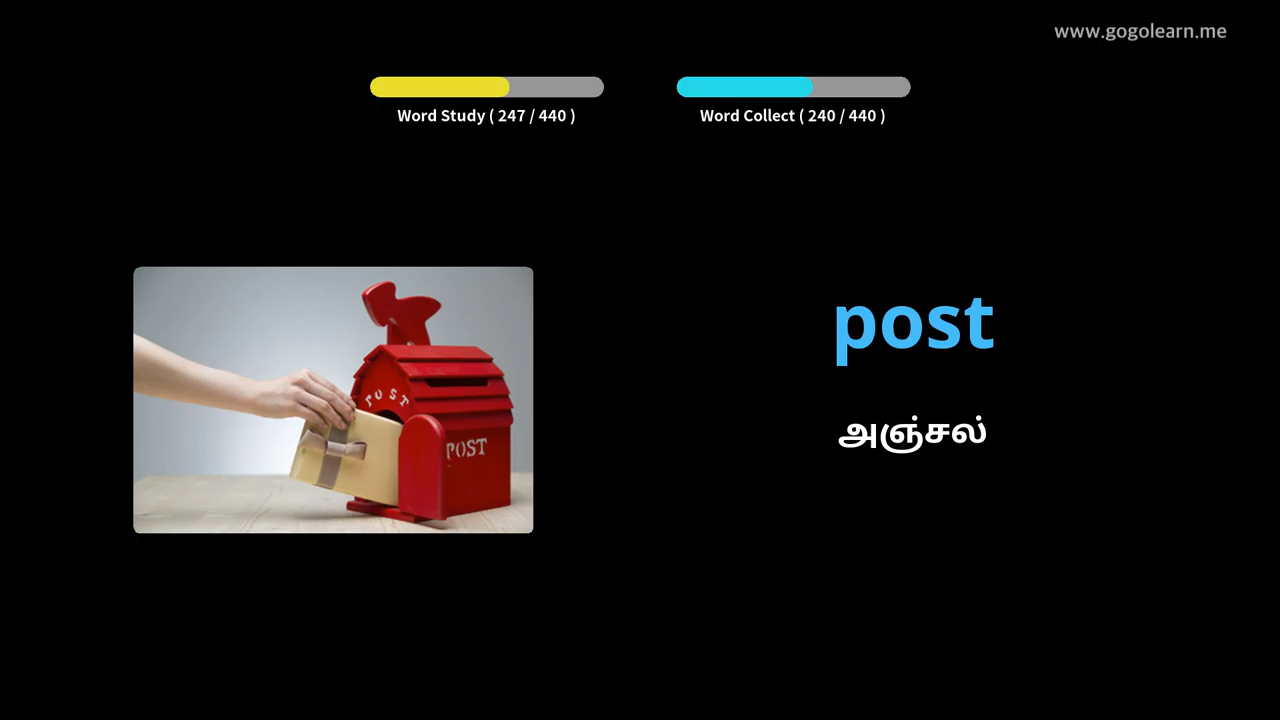 www.gogolearn.me
Word Study ( 247 / 440 )
Word Collect ( 240 / 440 )
post
அஞ்சல்
POST
POST